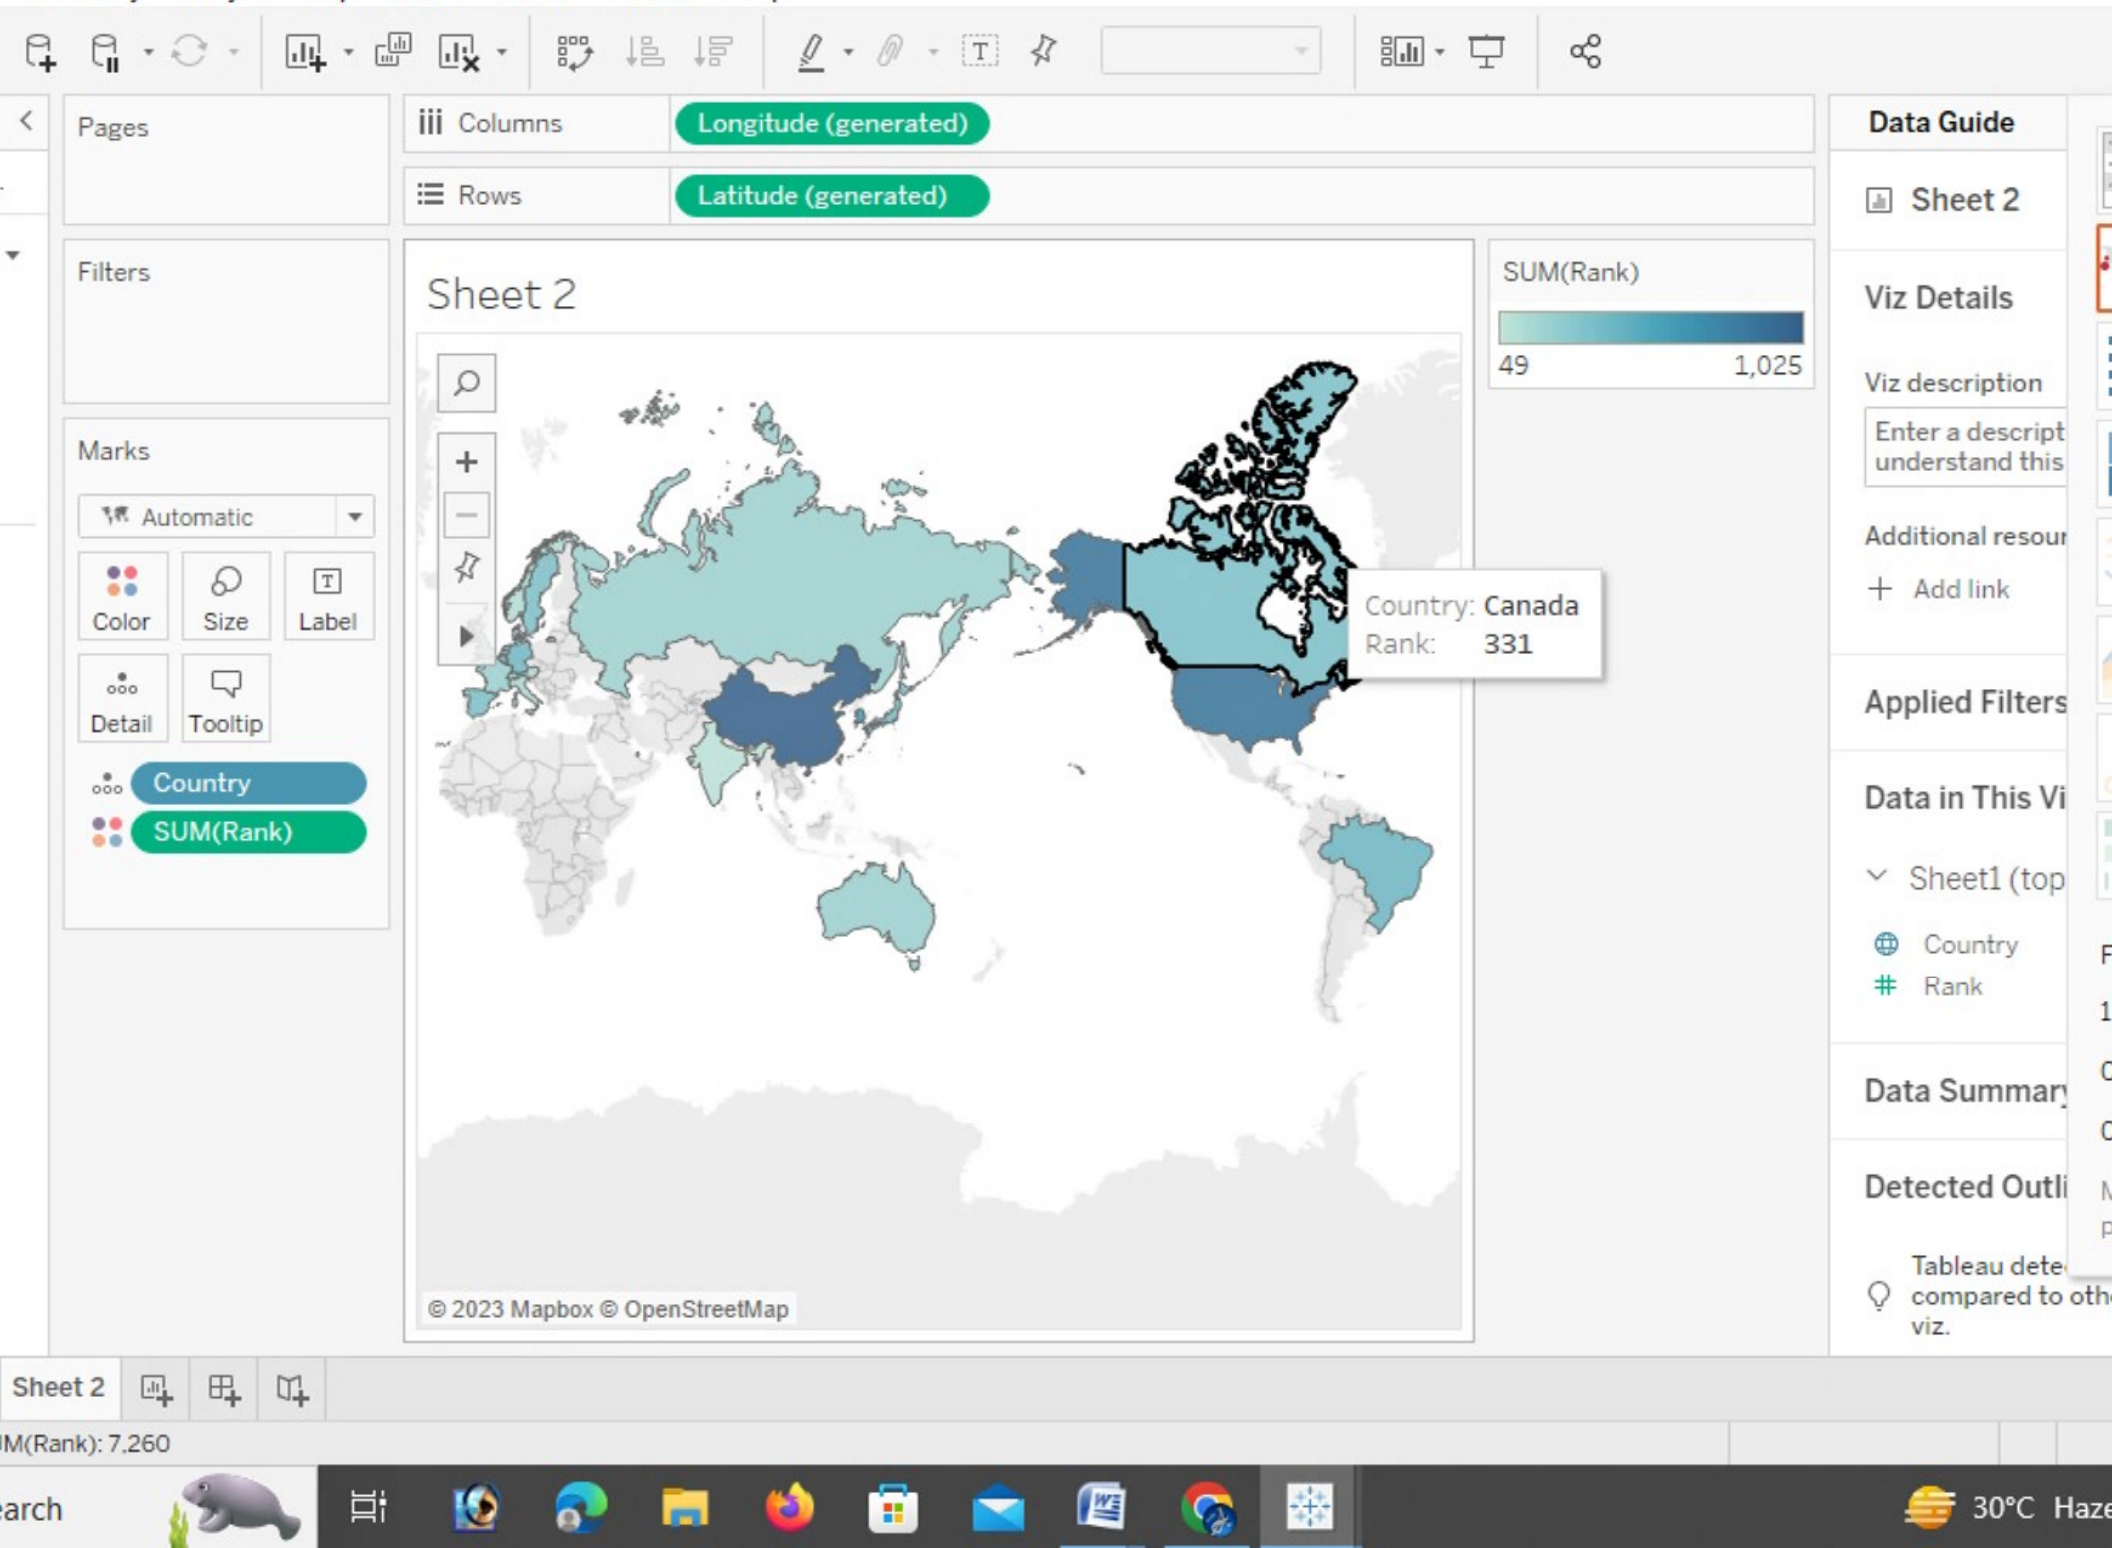 Pages
Columns
Longitude (generated)
Rows
Latitude (generated)
Filters
Marks
Automatic
Color
Size
Label
Detail
Tooltip
Country
SUM(Rank)
Sheet 2
Country: Canada
Rank: 331
© 2023 Mapbox © OpenStreetMap
SUM(Rank)
49 1,025
Data Guide
Sheet 2
Viz Details
Viz description
Enter a descript
understand this
Additional resour
+ Add link
Applied Filters
Data in This Vi
Sheet1 (top
Country
# Rank
Data Summary
Detected Outli
Tableau dete
compared to oth
viz.
Sheet 2
UM(Rank): 7,260
earch
30°C Haze